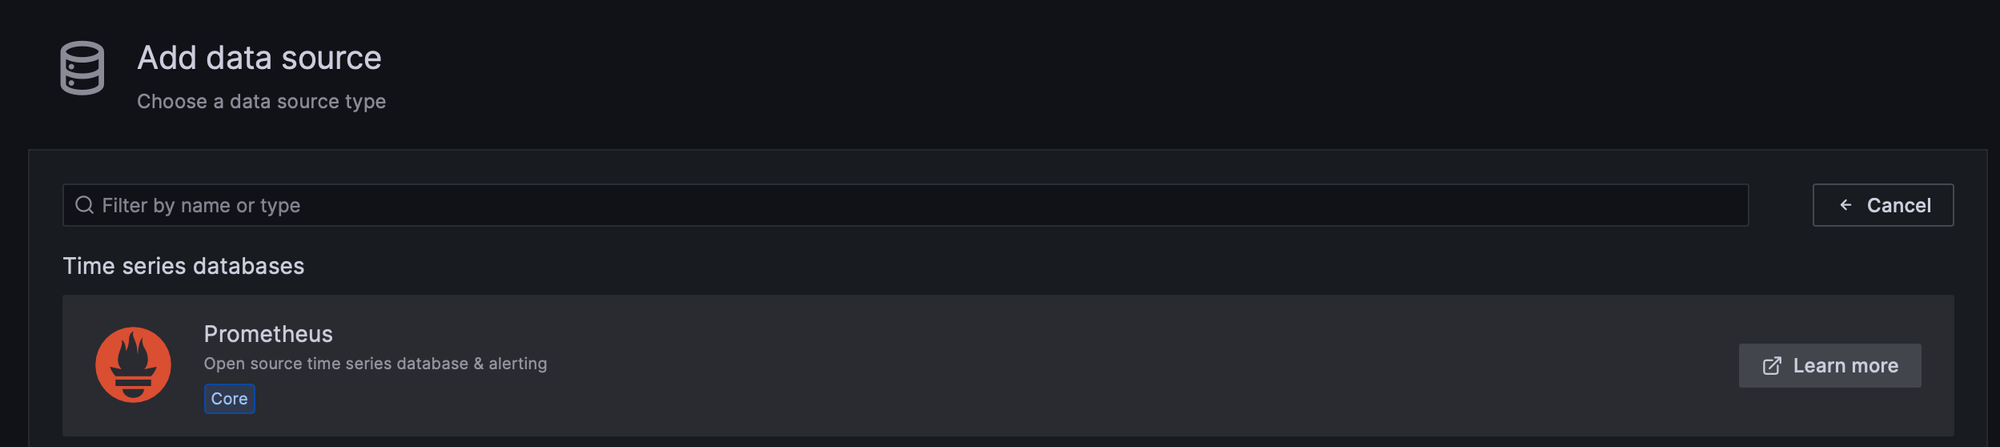 Add data source
Choose a data source type
Filter by name or type
Cancel
Time series databases
Prometheus
Open source time series database & alerting
Core
Learn more